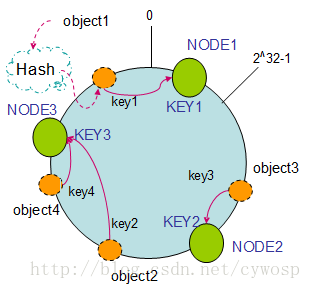 object1
0
NODE1
2^32-1
Hash
key1
KEY1
NODE3
KEY3
object3
key3
key4
object4
key2
KEY2
NODE2
object2
http://blog.csdn.net/cywosp